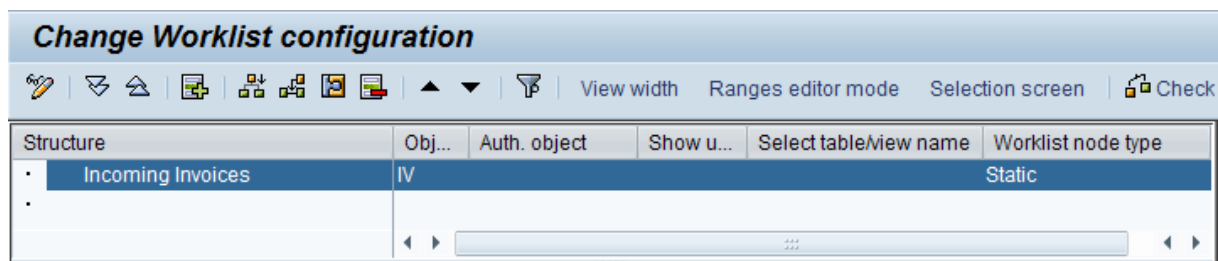 Change Worklist configuration
View width Ranges editor mode Selection screen Check
Structure Obj... Auth. object Show u... Select table/view name Worklist node type
Incoming Invoices IV Static